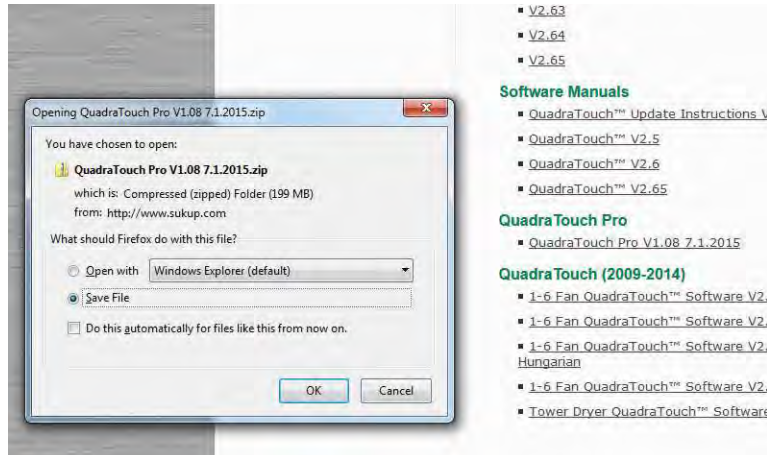 V2.63
V2.64
V2.65
Software Manuals
QuadraTouch™ Update Instructions V
QuadraTouch™ V2.5
QuadraTouch™ V2.6
QuadraTouch™ V2.65
QuadraTouch Pro
QuadraTouch Pro V1.08 7.1.2015
QuadraTouch (2009-2014)
1-6 Fan QuadraTouch™ Software V2.
1-6 Fan QuadraTouch™ Software V2.
1-6 Fan QuadraTouch™ Software V2.
Hungarian
1-6 Fan QuadraTouch™ Software V2.
Tower Dryer QuadraTouch™ Software
Opening QuadraTouch Pro V1.08 7.1.2015.zip
You have chosen to open:
QuadraTouch Pro V1.08 7.1.2015.zip
which is: Compressed (zipped) Folder (199 MB)
from: http://www.sukup.com
What should Firefox do with this file?
Open with Windows Explorer (default)
Save File
Do this automatically for files like this from now on.
OK Cancel